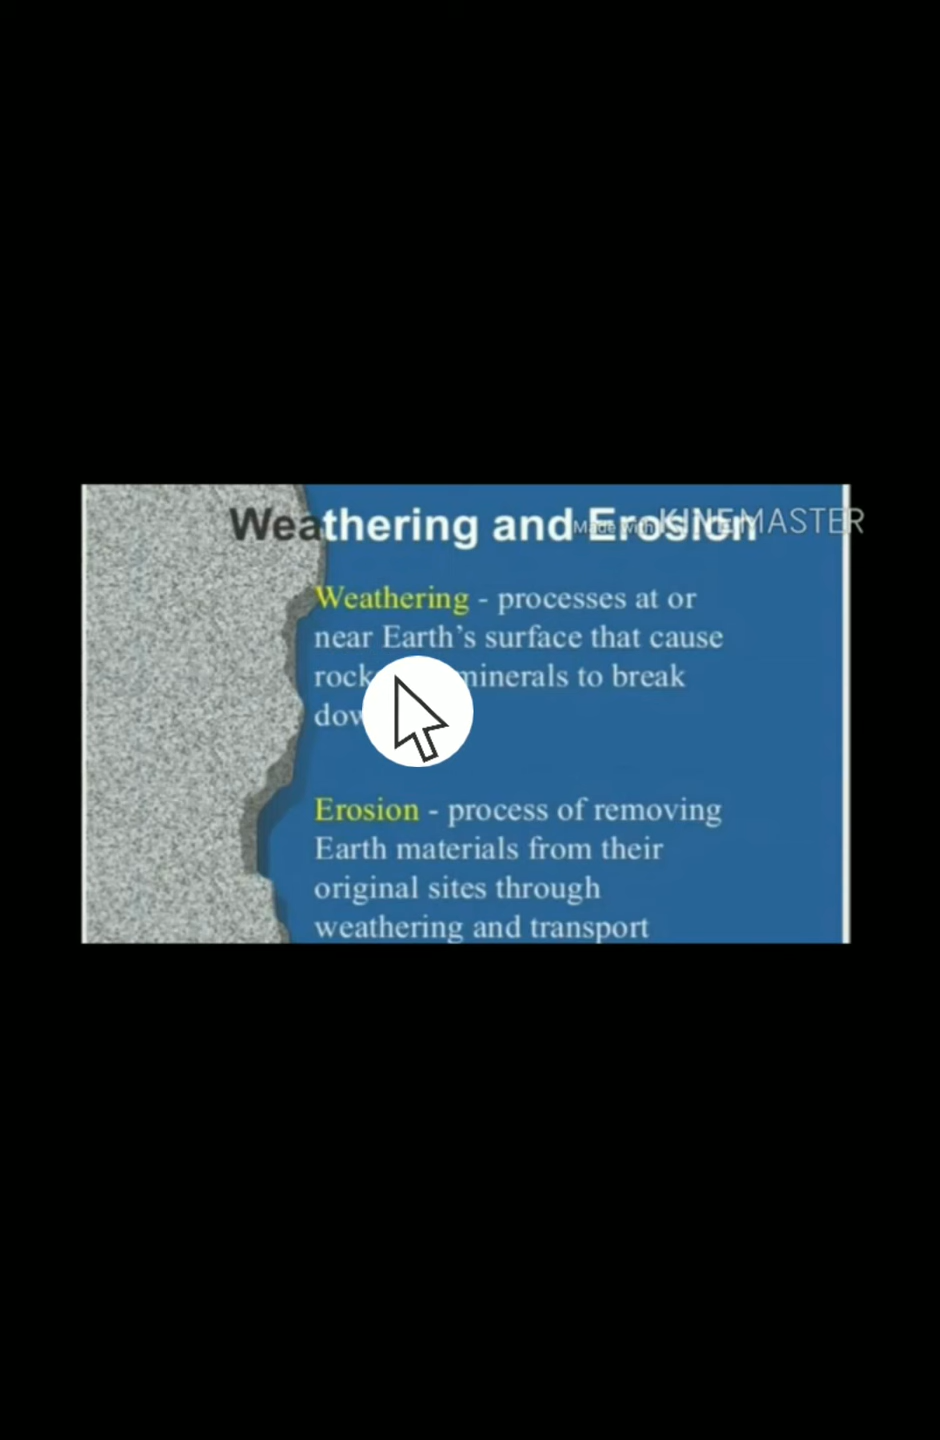 Weathering and Erosion
Made with KINEMASTER
Weathering - processes at or
near Earth's surface that cause
rock minerals to break
Erosion - process of removing
Earth materials from their
original sites through
weathering and transport